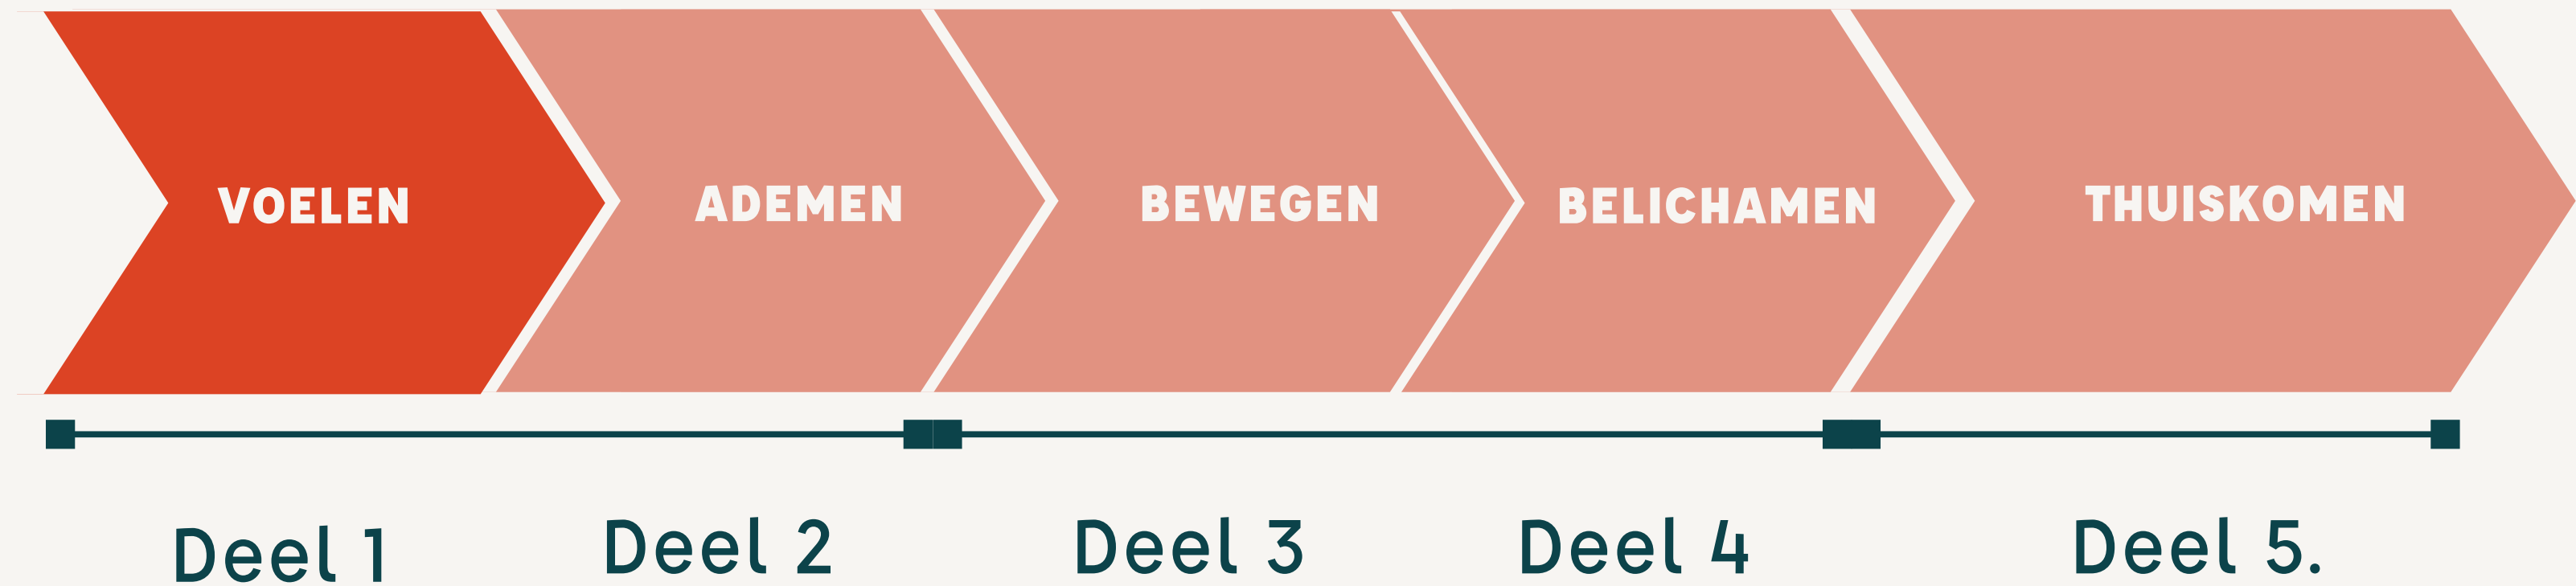 VOELEN ADEMEN BEWEGEN BELICHAMEN THUISKOMEN
Deel 1 Deel 2 Deel 3 Deel 4 Deel 5.